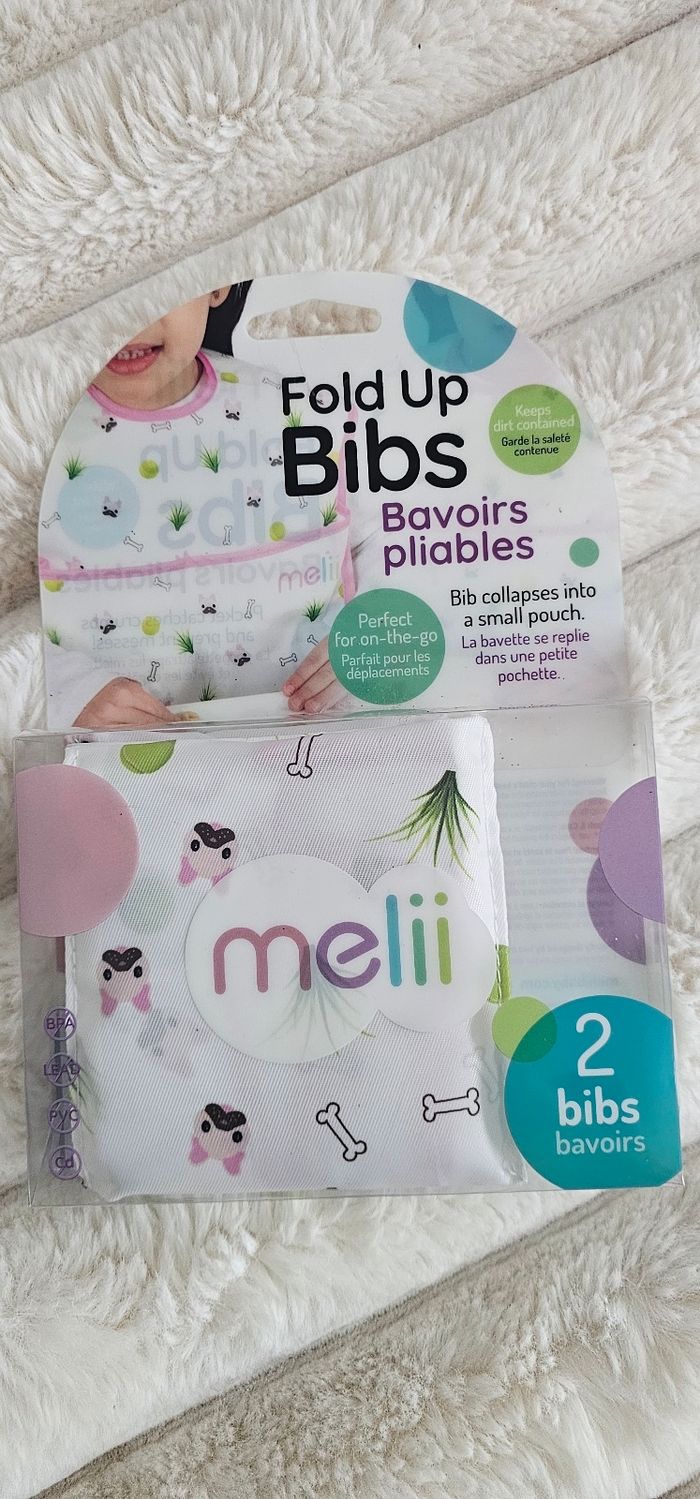 Fold Up
Bibs
Bavoirs
pliables
Keeps
dirt contained
Garde la saleté
contenue
melii
Perfect
for on-the-go
Parfait pour les
déplacements
Bib collapses into
a small pouch.
La bavette se replie
dans une petite
pochette.
melii
BPA
LEAD
PVC
Cd
2
bibs
bavoirs